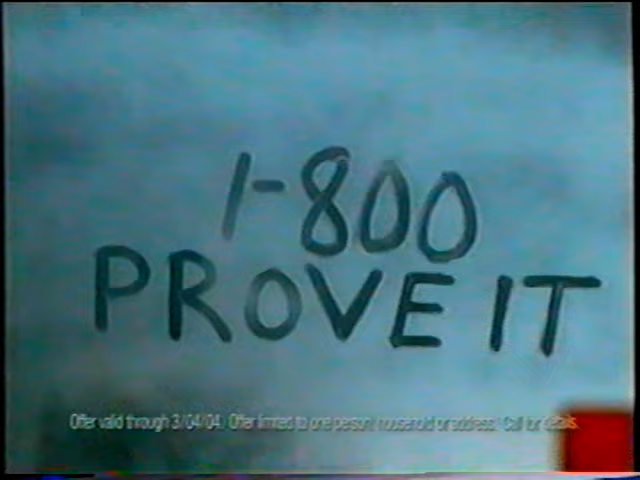 1-800
PROVE IT
Offer valid through 3/04/04. Offer limited to one person, household or address. Call for details.